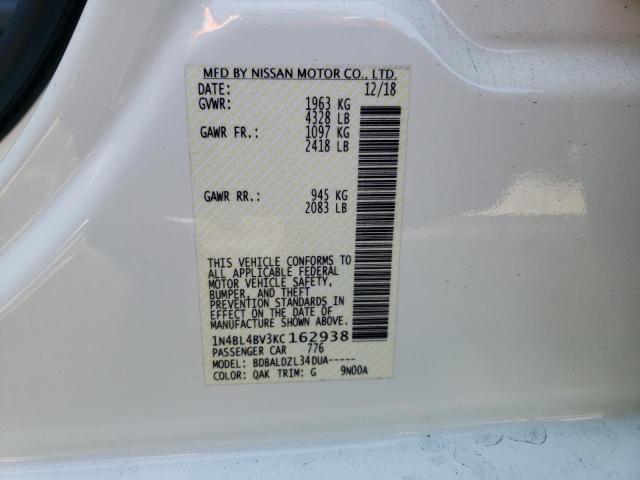 MFD BY NISSAN MOTOR CO., LTD.
DATE: 12/18
GVWR: 1963 KG
4328 LB
GAWR FR.: 1097 KG
2418 LB
GAWR RR.: 945 KG
2083 LB
THIS VEHICLE CONFORMS TO
ALL APPLICABLE FEDERAL
MOTOR VEHICLE SAFETY,
BUMPER, AND THEFT
PREVENTION STANDARDS IN
EFFECT ON THE DATE OF
MANUFACTURE SHOWN ABOVE.
1N4BL4BV3KC162938
PASSENGER CAR 776
MODEL: BDBALDZL34DUA-----
COLOR: QAK TRIM: G 9N00A